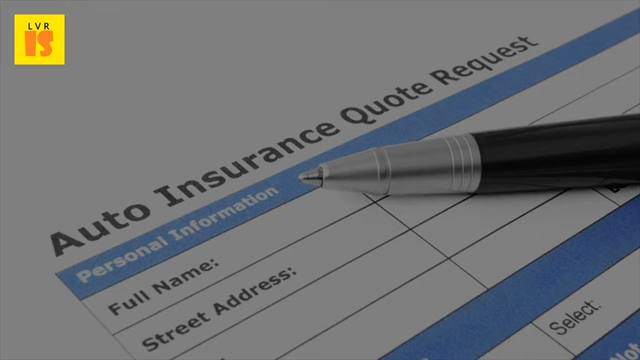 LVR
IS
Auto Insurance Quote Request
Personal Information
Full Name:
Street Address:
Select: